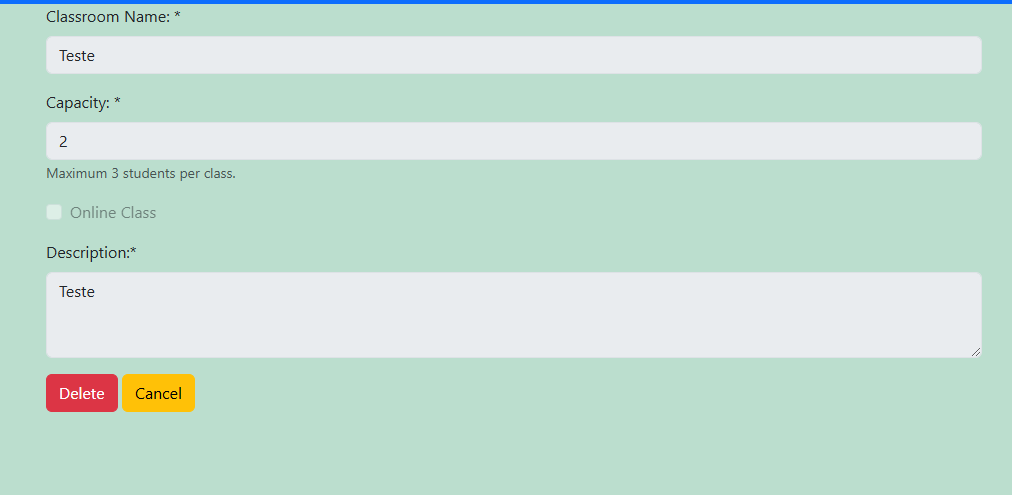 Classroom Name: *
Teste
Capacity: *
2
Maximum 3 students per class.
Online Class
Description:*
Teste
Delete Cancel